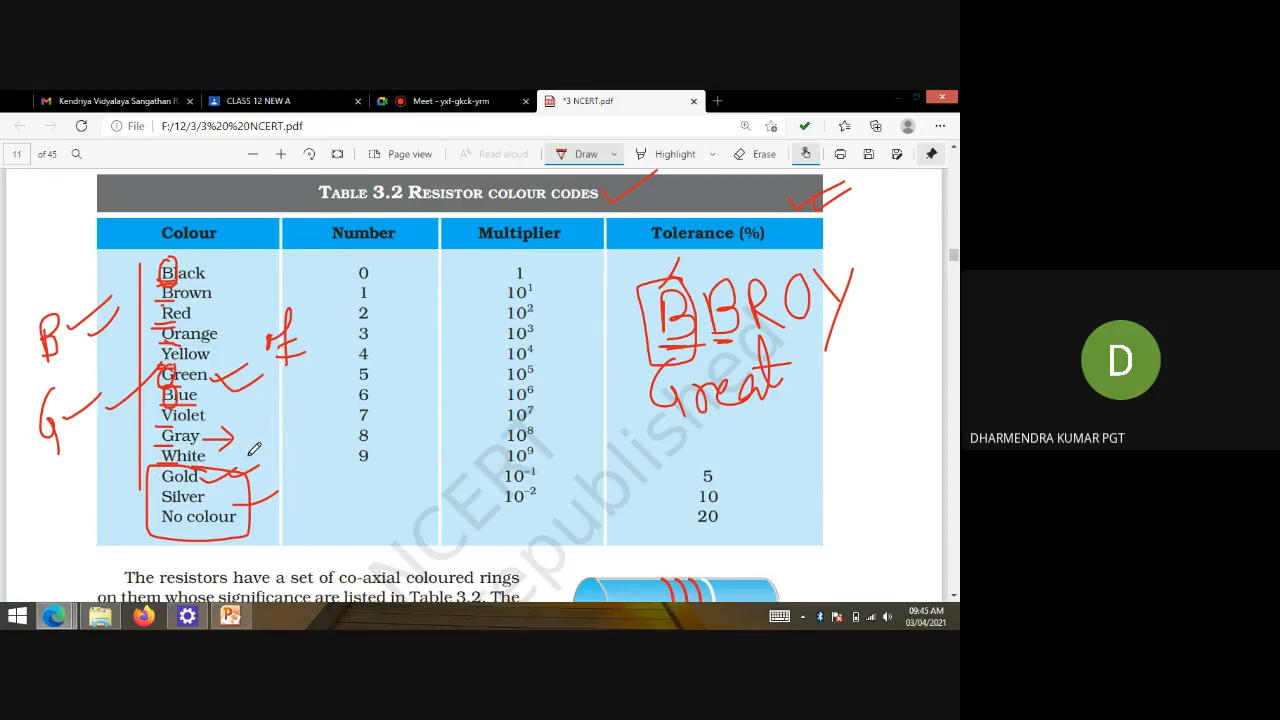 Kendriya Vidyalaya Sangathan R
CLASS 12 NEW A
Meet - yxf-gkck-yrm
*3 NCERT.pdf
File F:/12/3/3%20%20NCERT.pdf
11 of 45 Page view Read aloud Draw Highlight Erase
TABLE 3.2 RESISTOR COLOUR CODES
Colour Number Multiplier Tolerance (%)
Black 0 1
Brown 1 10¹
Red 2 10²
Orange 3 10³
Yellow 4 10⁴
Green 5 10⁵
Blue 6 10⁶
Violet 7 10⁷
Gray 8 10⁸
White 9 10⁹
Gold 10⁻¹ 5
Silver 10⁻² 10
No colour 20
B
G
of
B B R O Y
Great
NCERT
republished
The resistors have a set of co-axial coloured rings
on them whose significance are listed in Table 3.2. The
09:45 AM
03/04/2021
D
DHARMENDRA KUMAR PGT